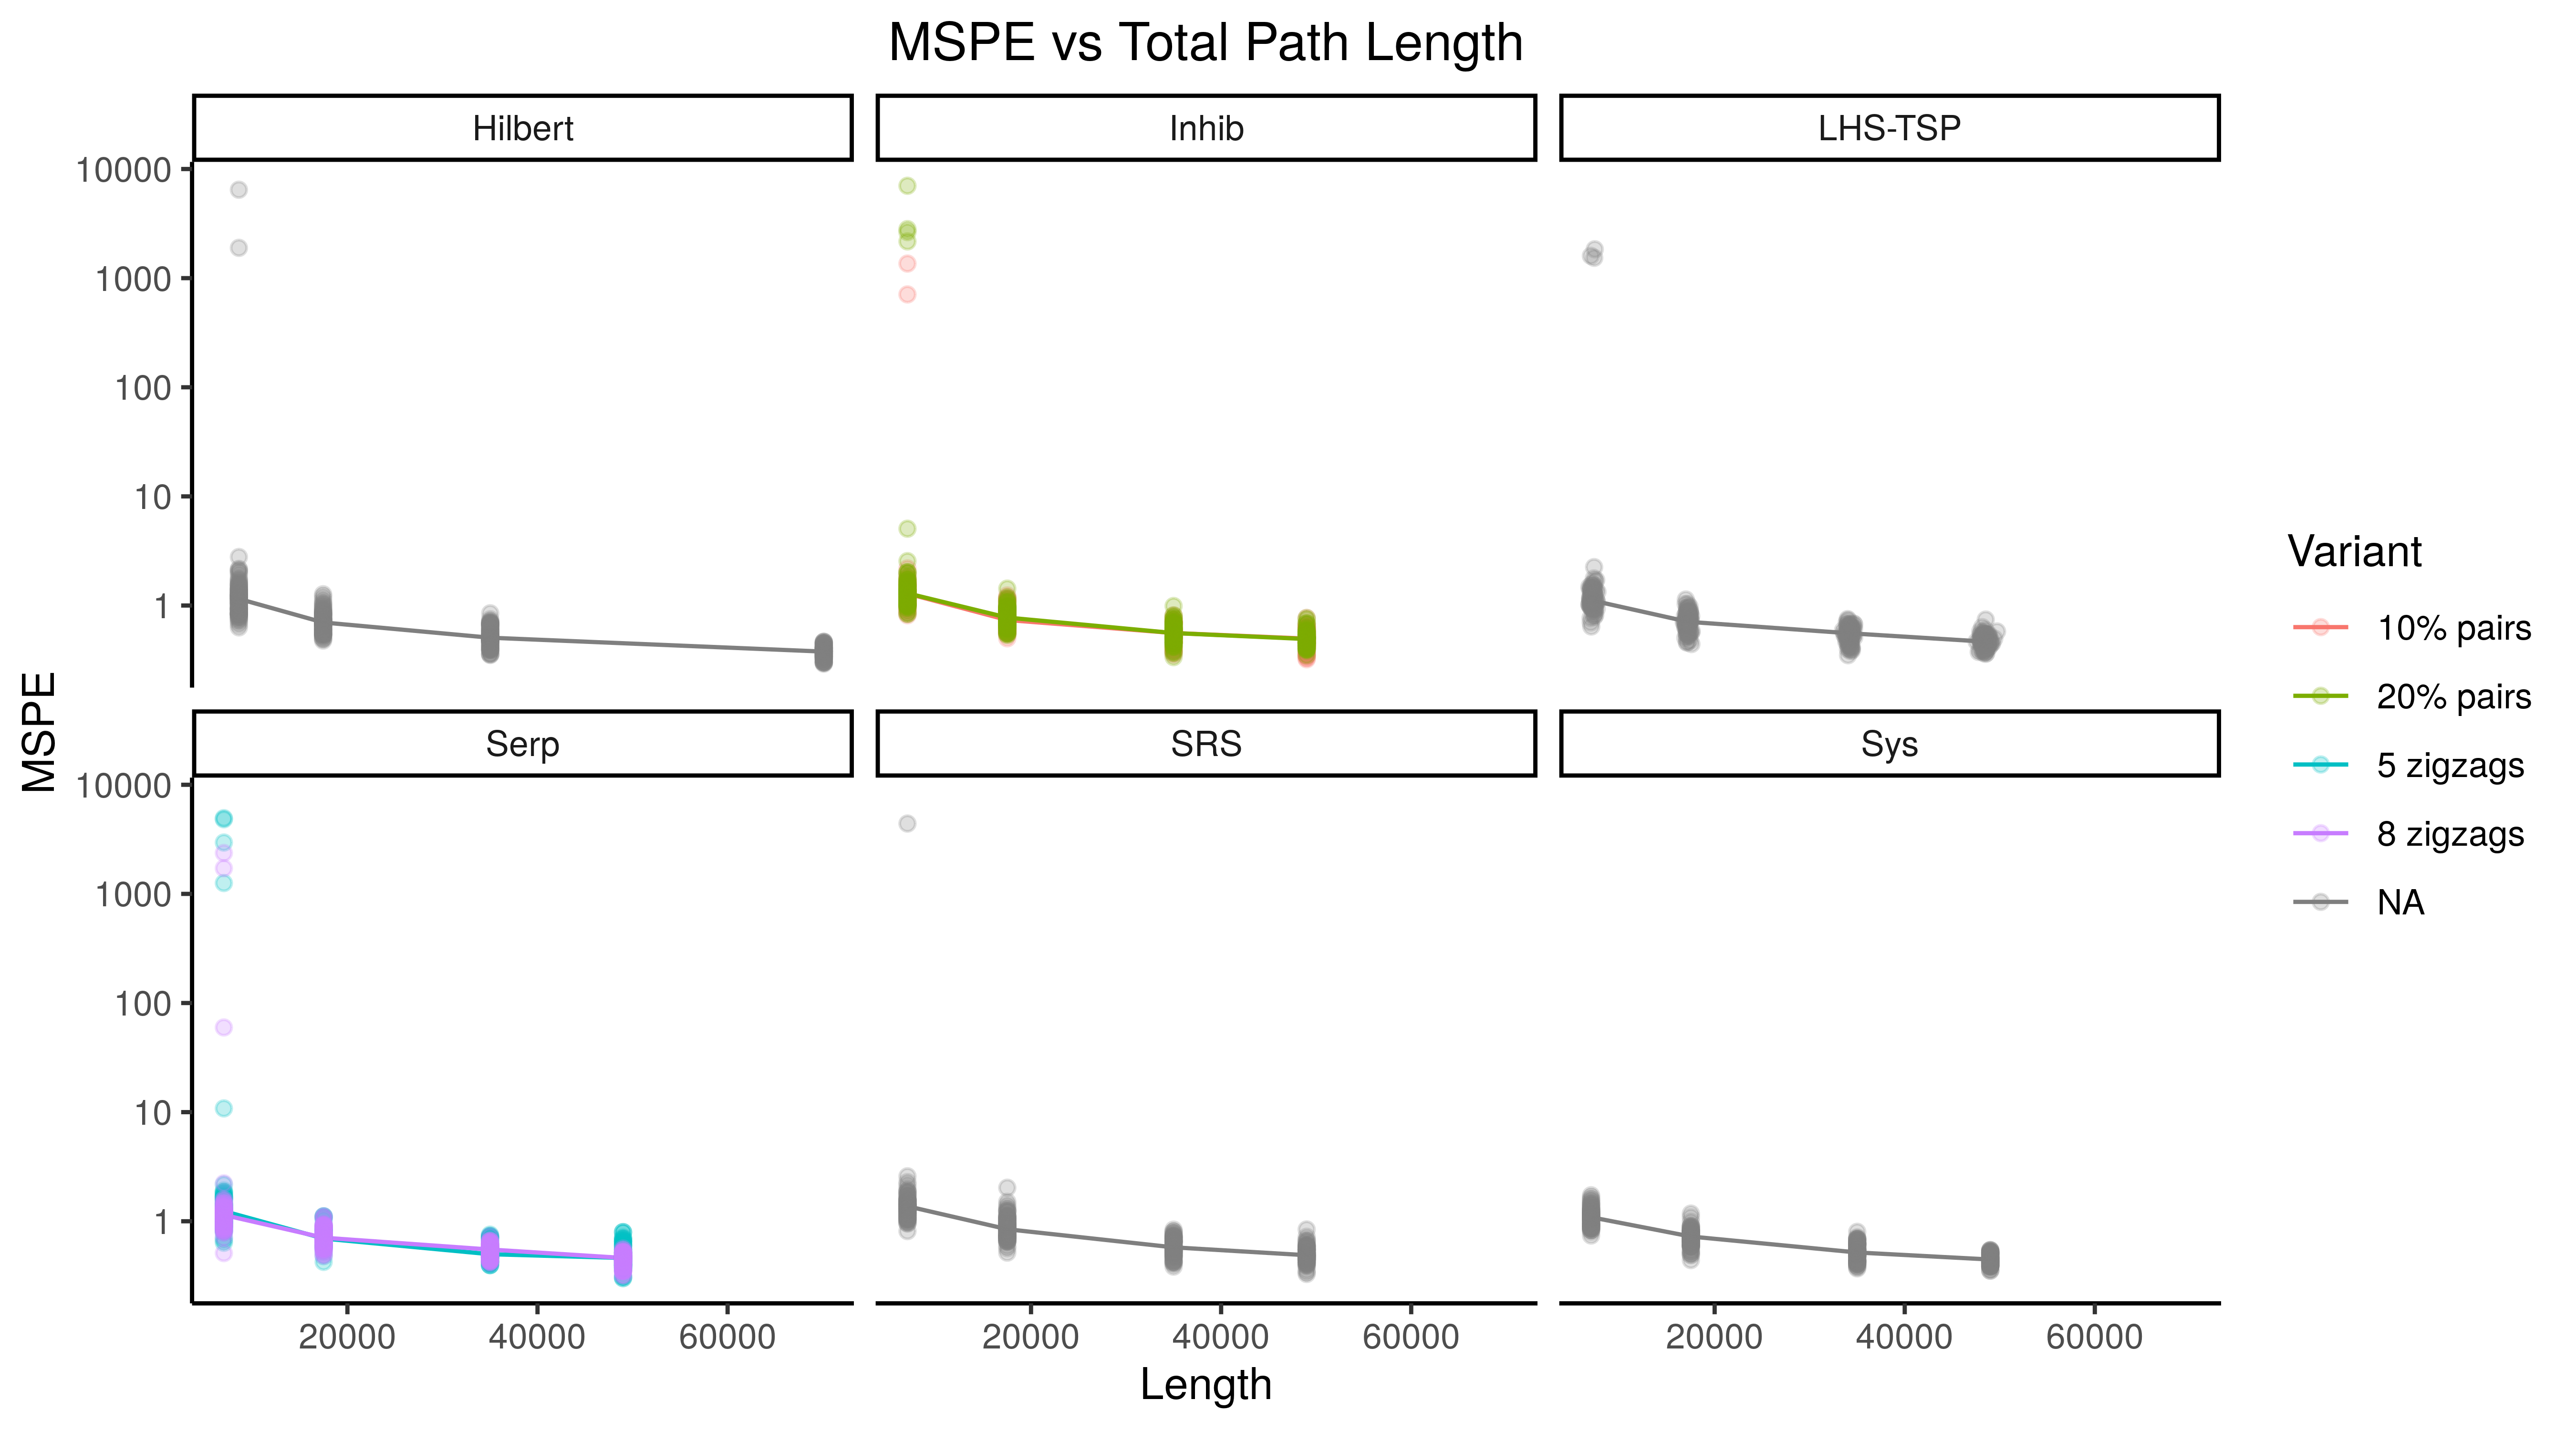 MSPE vs Total Path Length
Hilbert
Inhib
LHS-TSP
10000
1000
100
10
1
Serp
SRS
Sys
10000
1000
100
10
1
20000 40000 60000
20000 40000 60000
20000 40000 60000
Length
MSPE
Variant
10% pairs
20% pairs
5 zigzags
8 zigzags
NA